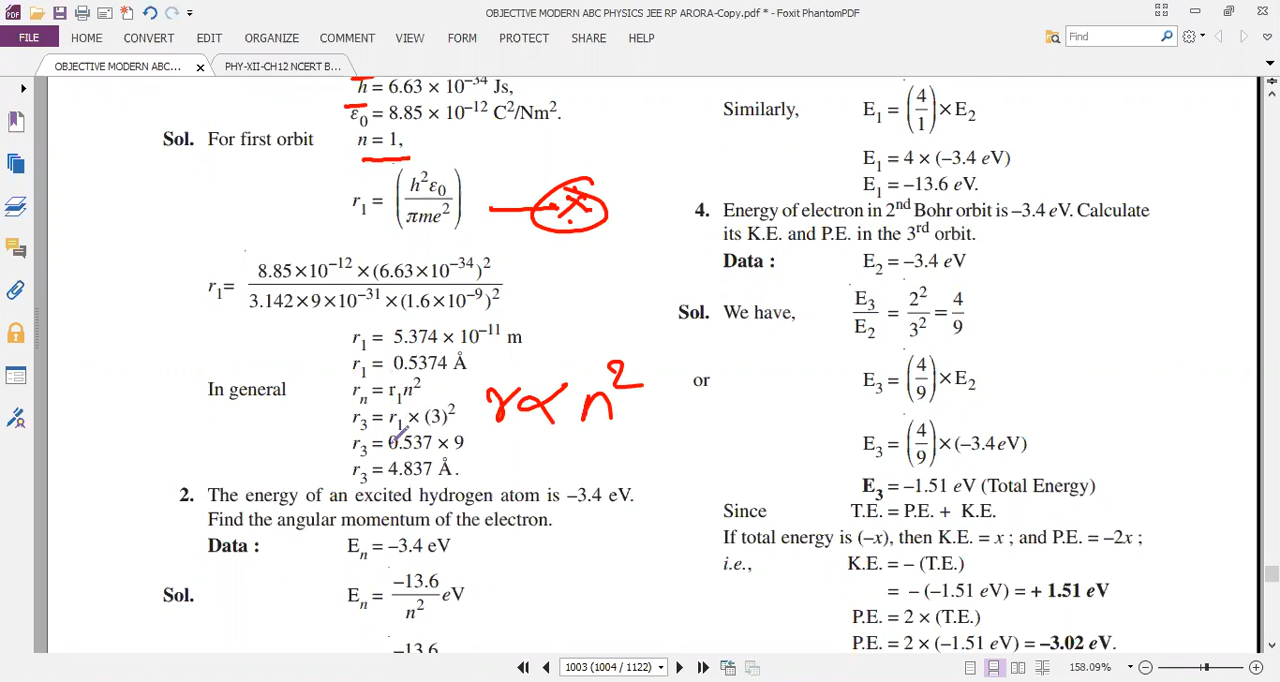 OBJECTIVE MODERN ABC PHYSICS JEE RP ARORA-Copy.pdf * - Foxit PhantomPDF
FILE HOME CONVERT EDIT ORGANIZE COMMENT VIEW FORM PROTECT SHARE HELP Find
OBJECTIVE MODERN ABC... PHY-XII-CH12 NCERT B...
h = 6.63 × 10⁻³⁴ Js,
ε₀ = 8.85 × 10⁻¹² C²/Nm².
Sol. For first orbit n = 1,
r₁ = (h²ε₀ / πme²)
r₁ = 8.85×10⁻¹² ×(6.63×10⁻³⁴)² / 3.142×9×10⁻³¹ ×(1.6×10⁻⁹)²
r₁ = 5.374 × 10⁻¹¹ m
r₁ = 0.5374 Å
In general rₙ = r₁n²
r ∝ n²
r₃ = r₁ × (3)²
r₃ = 0.537 × 9
r₃ = 4.837 Å.
2. The energy of an excited hydrogen atom is –3.4 eV.
Find the angular momentum of the electron.
Data : Eₙ = –3.4 eV
Sol. Eₙ = –13.6 / n² eV
–13.6
Similarly, E₁ = (4/1) × E₂
E₁ = 4 × (–3.4 eV)
E₁ = –13.6 eV.
4. Energy of electron in 2ⁿᵈ Bohr orbit is –3.4 eV. Calculate
its K.E. and P.E. in the 3ʳᵈ orbit.
Data : E₂ = –3.4 eV
Sol. We have, E₃ / E₂ = 2² / 3² = 4 / 9
or E₃ = (4/9) × E₂
E₃ = (4/9) × (–3.4 eV)
E₃ = –1.51 eV (Total Energy)
Since T.E. = P.E. + K.E.
If total energy is (–x), then K.E. = x ; and P.E. = –2x ;
i.e., K.E. = – (T.E.)
= – (–1.51 eV) = + 1.51 eV
P.E. = 2 × (T.E.)
P.E. = 2 × (–1.51 eV) = –3.02 eV.
1003 (1004 / 1122) 158.09%